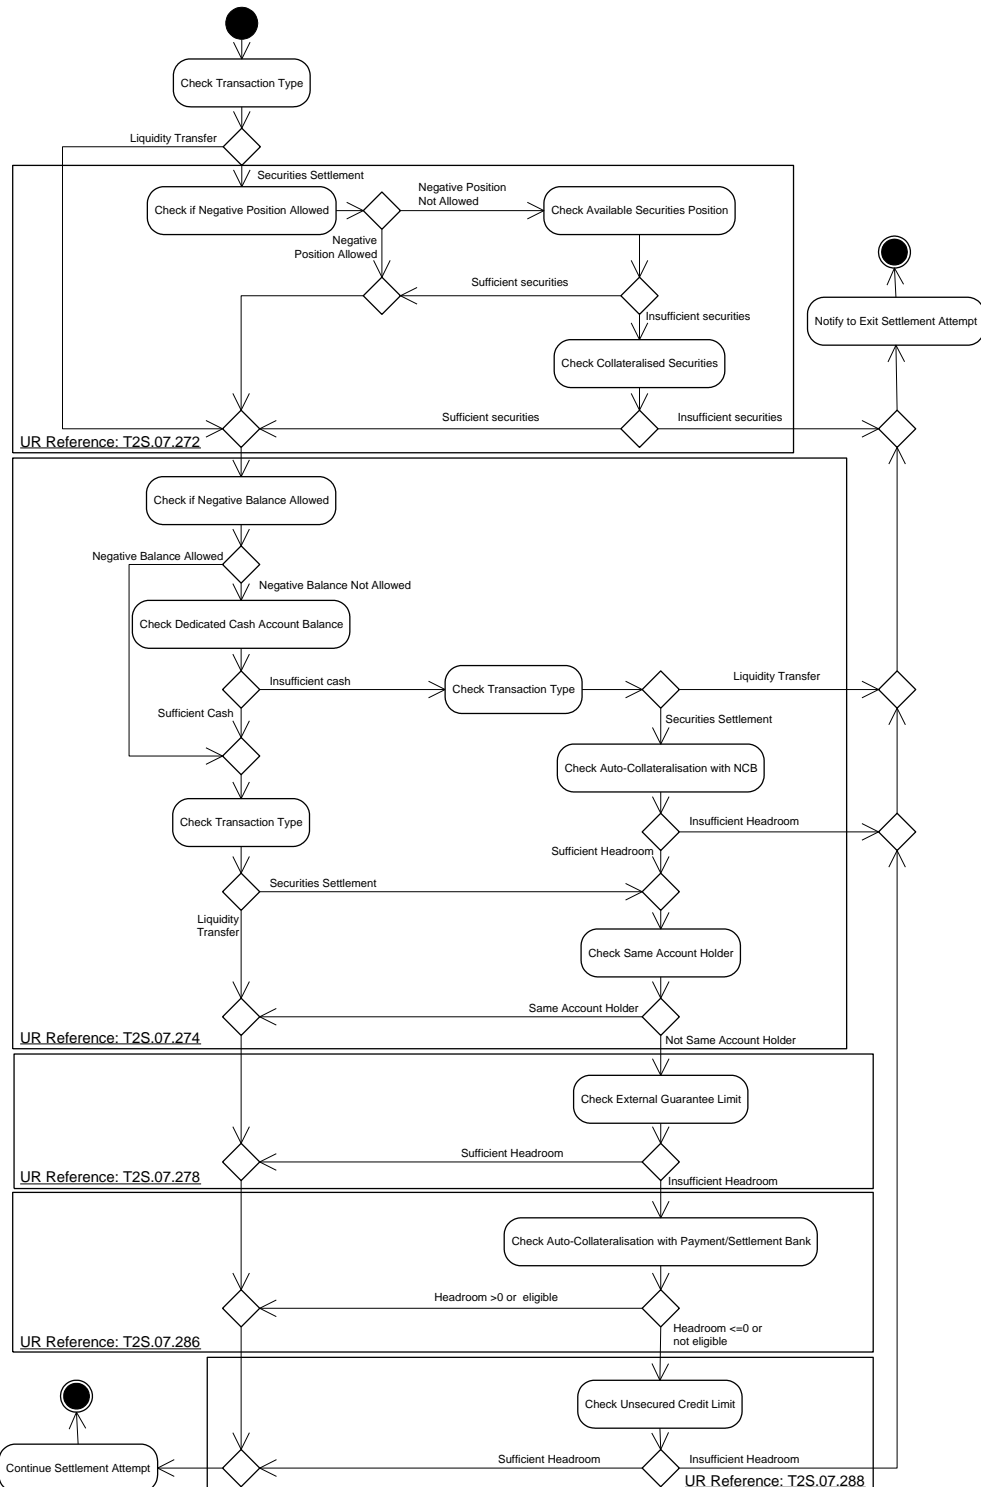 Check Transaction Type
Liquidity Transfer
Securities Settlement
Check if Negative Position Allowed
Negative Position
Not Allowed
Check Available Securities Position
Negative
Position Allowed
Sufficient securities
Insufficient securities
Notify to Exit Settlement Attempt
Check Collateralised Securities
Sufficient securities
Insufficient securities
UR Reference: T2S.07.272
Check if Negative Balance Allowed
Negative Balance Allowed
Negative Balance Not Allowed
Check Dedicated Cash Account Balance
Insufficient cash
Check Transaction Type
Liquidity Transfer
Sufficient Cash
Securities Settlement
Check Auto-Collateralisation with NCB
Check Transaction Type
Insufficient Headroom
Sufficient Headroom
Securities Settlement
Liquidity
Transfer
Check Same Account Holder
Same Account Holder
UR Reference: T2S.07.274
Not Same Account Holder
Check External Guarantee Limit
Sufficient Headroom
UR Reference: T2S.07.278
Insufficient Headroom
Check Auto-Collateralisation with Payment/Settlement Bank
Headroom >0 or eligible
Headroom <=0 or
not eligible
UR Reference: T2S.07.286
Check Unsecured Credit Limit
Continue Settlement Attempt
Sufficient Headroom
Insufficient Headroom
UR Reference: T2S.07.288